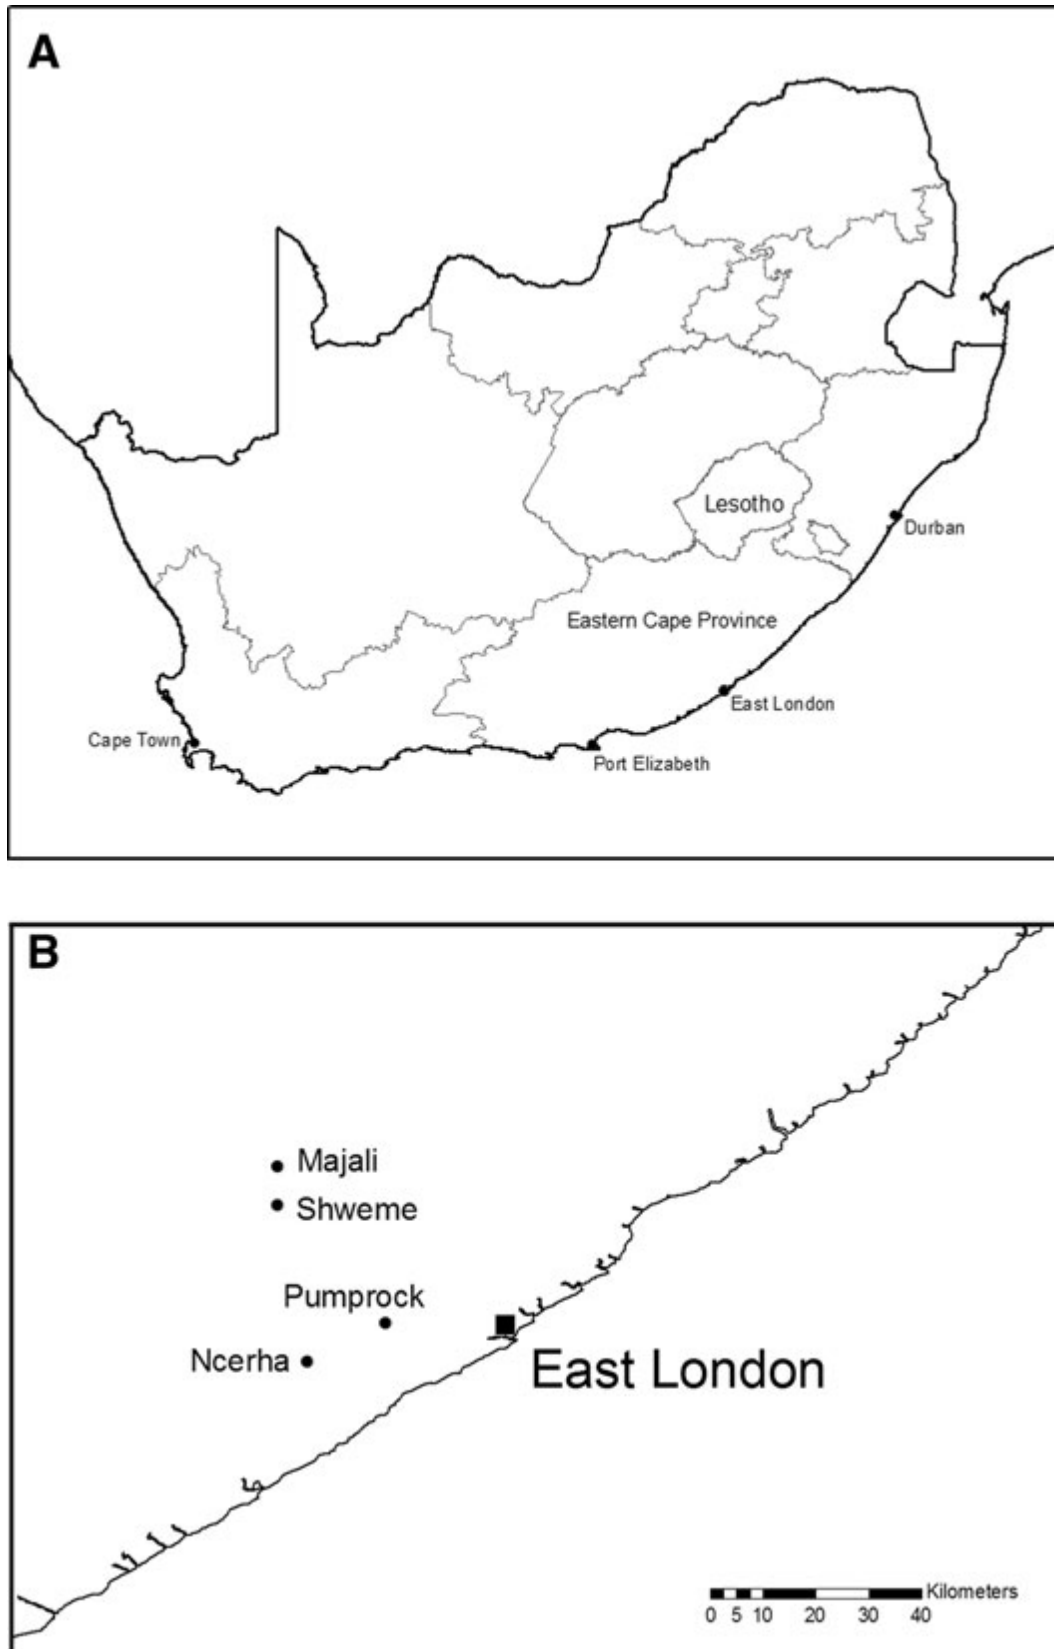 A
Lesotho
Durban
Eastern Cape Province
East London
Cape Town
Port Elizabeth
B
Majali
Shweme
Pumprock
Ncerha
East London
Kilometers
0 5 10 20 30 40